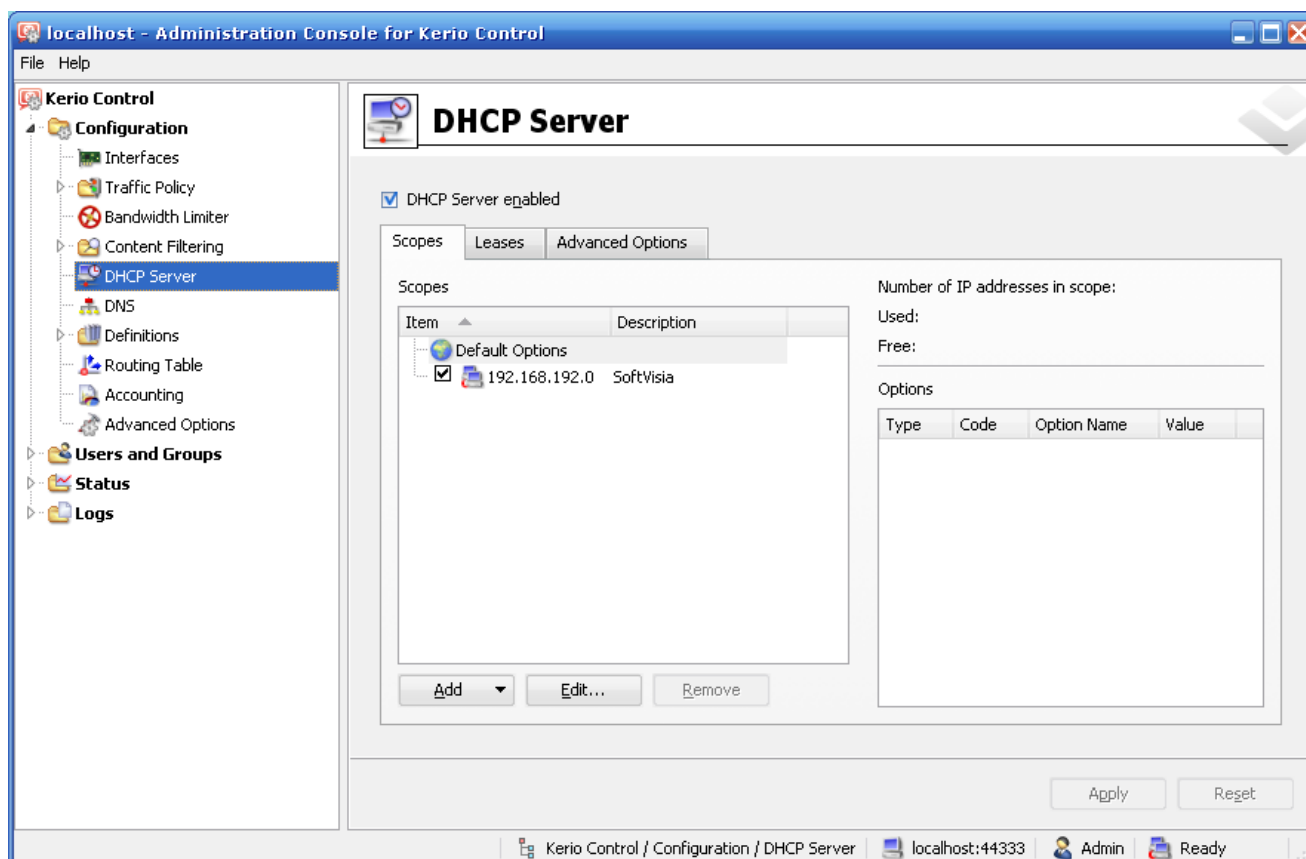 localhost - Administration Console for Kerio Control
File Help
Kerio Control
Configuration
Interfaces
Traffic Policy
Bandwidth Limiter
Content Filtering
DHCP Server
DNS
Definitions
Routing Table
Accounting
Advanced Options
Users and Groups
Status
Logs
DHCP Server
DHCP Server enabled
Scopes Leases Advanced Options
Scopes
Item Description
Default Options
192.168.192.0 SoftVisia
Add Edit... Remove
Number of IP addresses in scope:
Used:
Free:
Options
Type Code Option Name Value
Apply Reset
Kerio Control / Configuration / DHCP Server localhost:44333 Admin Ready